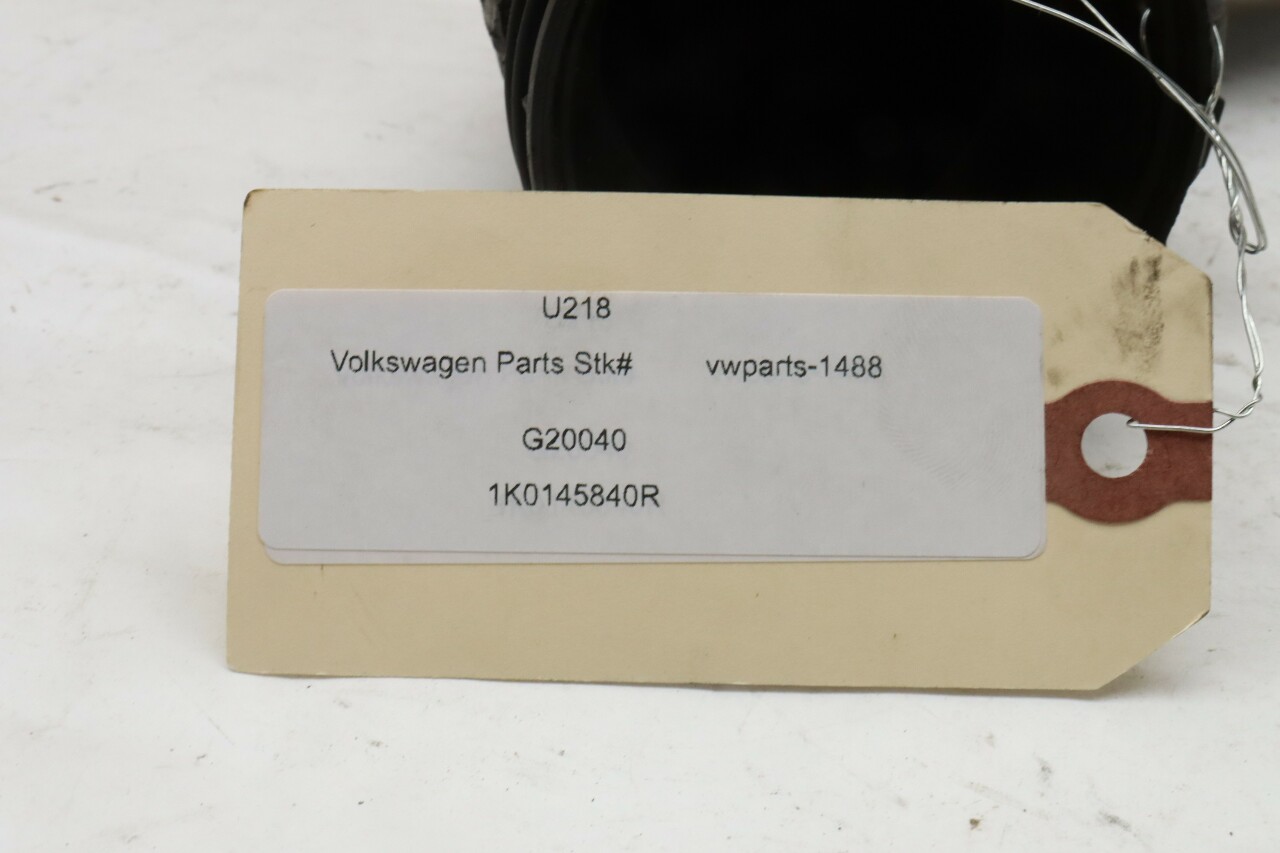 U218
Volkswagen Parts Stk# vwparts-1488
G20040
1K0145840R